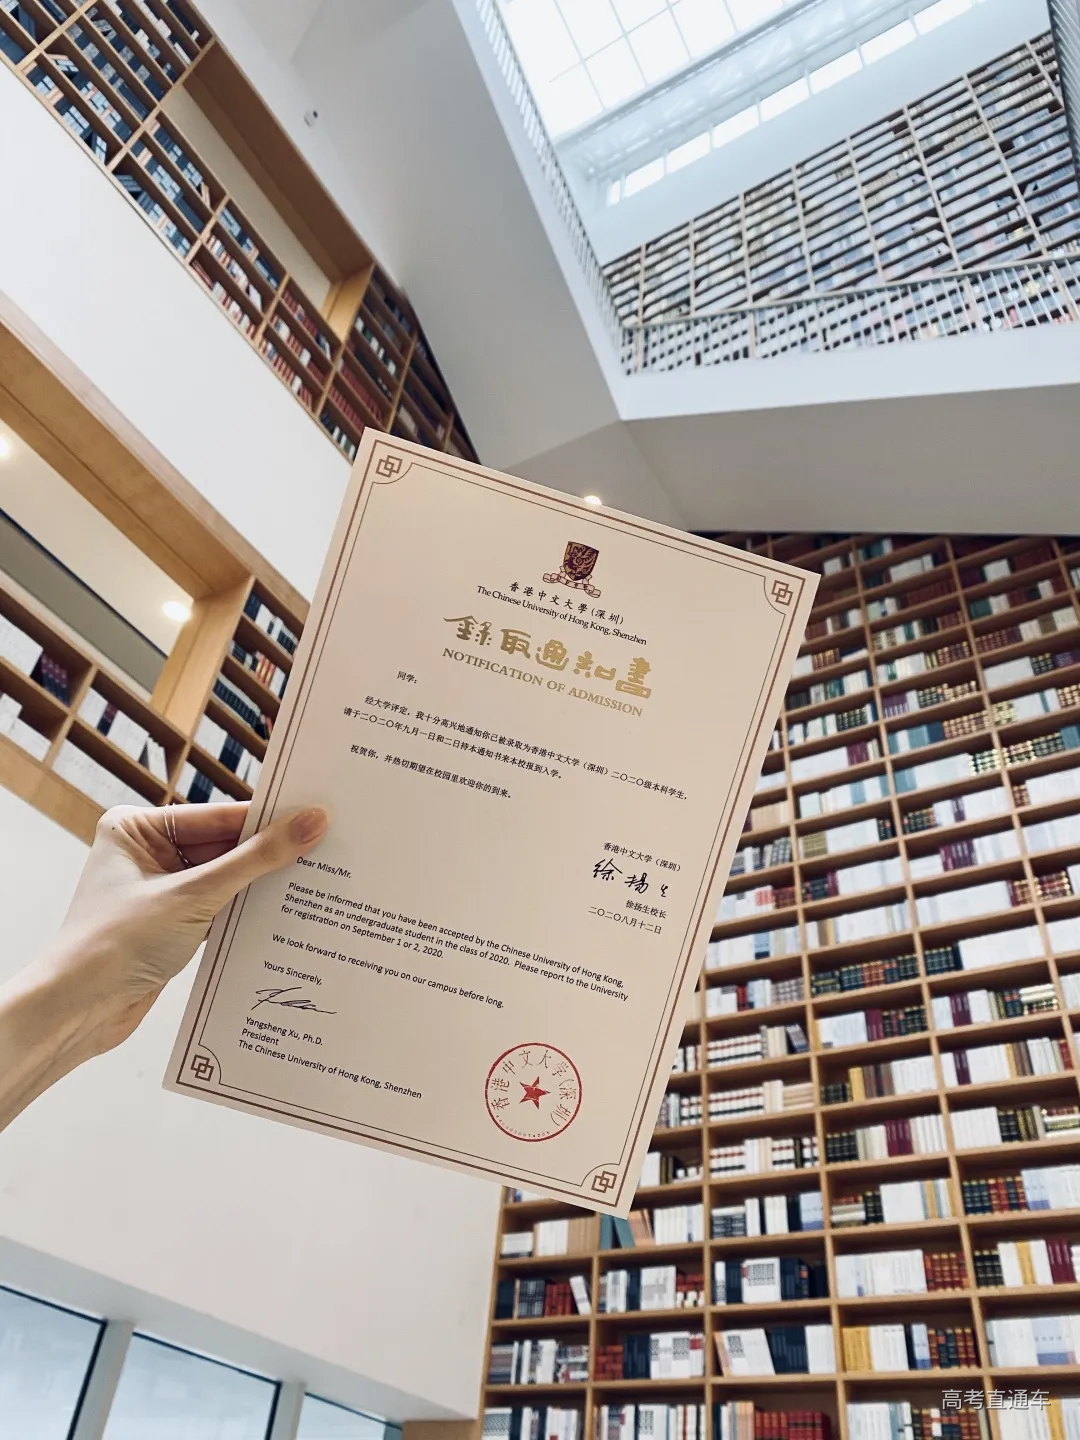 香港中文大學(深圳)
The Chinese University of Hong Kong, Shenzhen
錄取通知書
NOTIFICATION OF ADMISSION
同学:
经大学评定,我十分高兴地通知你已被录取为香港中文大学(深圳)二〇二〇级本科学生,
请于二〇二〇年九月一日和二日持本通知书来本校报到入学。
祝贺你,并热切期望在校园里欢迎你的到来。
香港中文大学(深圳)
徐扬生
徐扬生校长
二〇二〇八月十二日
Dear Miss/Mr.
Please be informed that you have been accepted by the Chinese University of Hong Kong,
Shenzhen as an undergraduate student in the class of 2020. Please report to the University
for registration on September 1 or 2, 2020.
We look forward to receiving you on our campus before long.
Yours Sincerely,
Yangsheng Xu, Ph.D.
President
The Chinese University of Hong Kong, Shenzhen
香港中文大学(深圳)
高考直通车